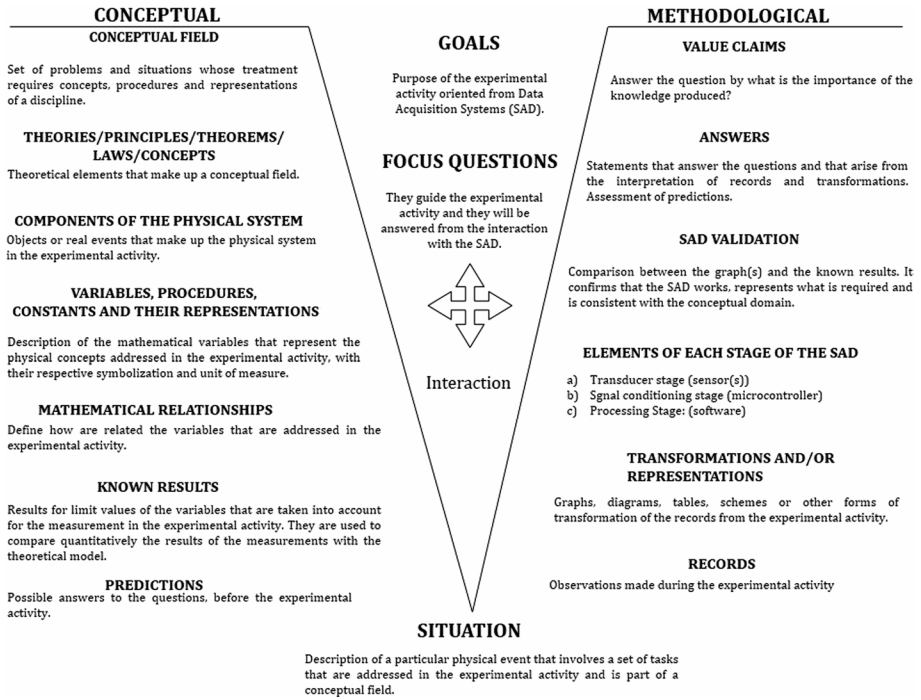 CONCEPTUAL
CONCEPTUAL FIELD
Set of problems and situations whose treatment
requires concepts, procedures and representations
of a discipline.
THEORIES/PRINCIPLES/THEOREMS/
LAWS/CONCEPTS
Theoretical elements that make up a conceptual field.
COMPONENTS OF THE PHYSICAL SYSTEM
Objects or real events that make up the physical system
in the experimental activity.
VARIABLES, PROCEDURES,
CONSTANTS AND THEIR REPRESENTATIONS
Description of the mathematical variables that represent the
physical concepts addressed in the experimental activity, with
their respective symbolization and unit of measure.
MATHEMATICAL RELATIONSHIPS
Define how are related the variables that are addressed in the
experimental activity.
KNOWN RESULTS
Results for limit values of the variables that are taken into account
for the measurement in the experimental activity. They are used to
compare quantitatively the results of the measurements with the
theoretical model.
PREDICTIONS
Possible answers to the questions, before the experimental
activity.
GOALS
Purpose of the experimental
activity oriented from Data
Acquisition Systems (SAD).
FOCUS QUESTIONS
They guide the experimental
activity and they will be
answered from the interaction
with the SAD.
Interaction
METHODOLOGICAL
VALUE CLAIMS
Answer the question by what is the importance of the
knowledge produced?
ANSWERS
Statements that answer the questions and that arise from
the interpretation of records and transformations.
Assessment of predictions.
SAD VALIDATION
Comparison between the graph(s) and the known results. It
confirms that the SAD works, represents what is required and
is consistent with the conceptual domain.
ELEMENTS OF EACH STAGE OF THE SAD
a) Transducer stage (sensor(s))
b) Sgnal conditioning stage (microcontroller)
c) Processing Stage: (software)
TRANSFORMATIONS AND/OR
REPRESENTATIONS
Graphs, diagrams, tables, schemes or other forms of
transformation of the records from the experimental activity.
RECORDS
Observations made during the experimental activity
SITUATION
Description of a particular physical event that involves a set of tasks
that are addressed in the experimental activity and is part of a
conceptual field.